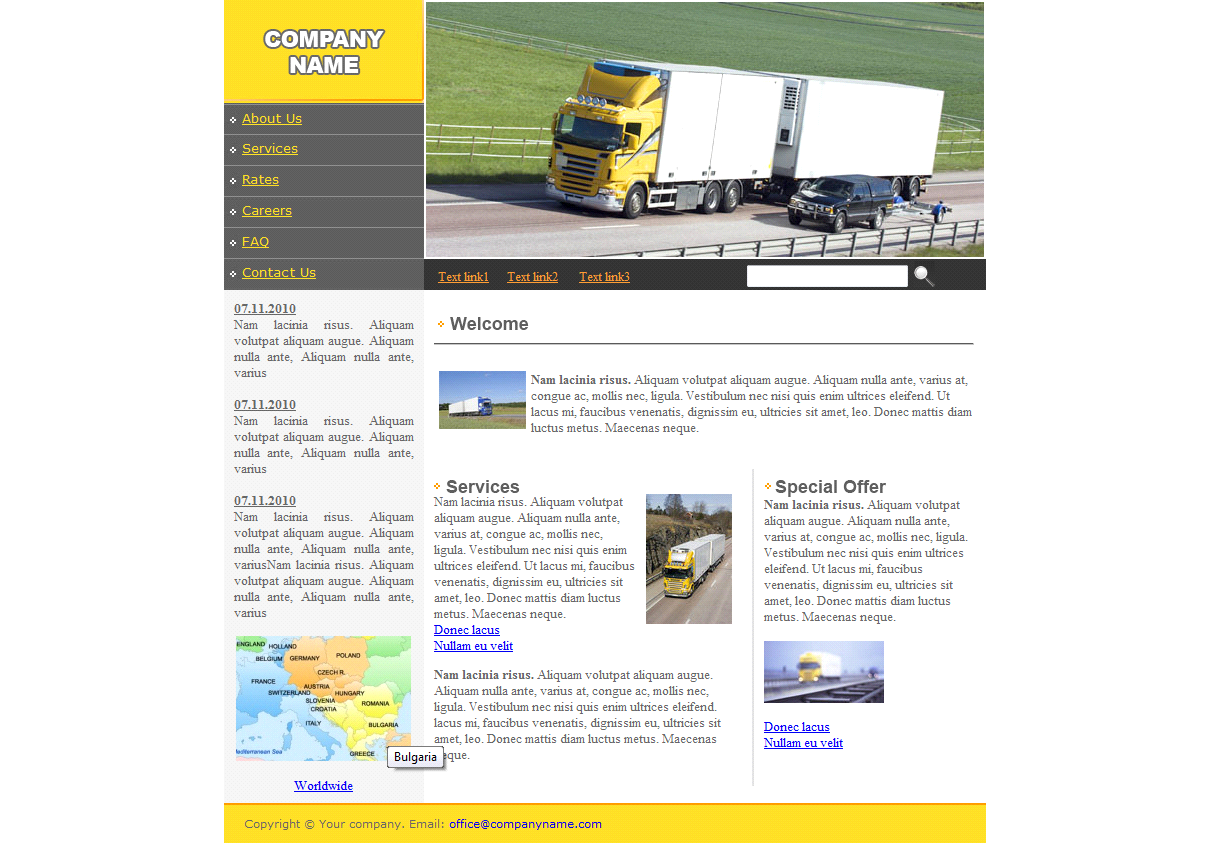 COMPANY
NAME
About Us
Services
Rates
Careers
FAQ
Contact Us
Text link1 Text link2 Text link3
07.11.2010
Nam lacinia risus. Aliquam
volutpat aliquam augue. Aliquam
nulla ante, Aliquam nulla ante,
varius
07.11.2010
Nam lacinia risus. Aliquam
volutpat aliquam augue. Aliquam
nulla ante, Aliquam nulla ante,
varius
07.11.2010
Nam lacinia risus. Aliquam
volutpat aliquam augue. Aliquam
nulla ante, Aliquam nulla ante,
variusNam lacinia risus. Aliquam
volutpat aliquam augue. Aliquam
nulla ante, Aliquam nulla ante,
varius
ENGLAND
HOLLAND
BELGIUM
GERMANY
POLAND
CZECH R.
FRANCE
AUSTRIA
SWITZERLAND
HUNGARY
SLOVENIA
CROATIA
ROMANIA
ITALY
BULGARIA
Mediterranean Sea
GREECE
Bulgaria
Worldwide
Welcome
Nam lacinia risus. Aliquam volutpat aliquam augue. Aliquam nulla ante, varius at,
congue ac, mollis nec, ligula. Vestibulum nec nisi quis enim ultrices eleifend. Ut
lacus mi, faucibus venenatis, dignissim eu, ultricies sit amet, leo. Donec mattis diam
luctus metus. Maecenas neque.
Services
Nam lacinia risus. Aliquam volutpat
aliquam augue. Aliquam nulla ante,
varius at, congue ac, mollis nec,
ligula. Vestibulum nec nisi quis enim
ultrices eleifend. Ut lacus mi, faucibus
venenatis, dignissim eu, ultricies sit
amet, leo. Donec mattis diam luctus
metus. Maecenas neque.
Donec lacus
Nullam eu velit
Nam lacinia risus. Aliquam volutpat aliquam augue.
Aliquam nulla ante, varius at, congue ac, mollis nec,
ligula. Vestibulum nec nisi quis enim ultrices eleifend.
lacus mi, faucibus venenatis, dignissim eu, ultricies sit
amet, leo. Donec mattis diam luctus metus. Maecenas
eque.
Special Offer
Nam lacinia risus. Aliquam volutpat
aliquam augue. Aliquam nulla ante,
varius at, congue ac, mollis nec, ligula.
Vestibulum nec nisi quis enim ultrices
eleifend. Ut lacus mi, faucibus
venenatis, dignissim eu, ultricies sit
amet, leo. Donec mattis diam luctus
metus. Maecenas neque.
Donec lacus
Nullam eu velit
Copyright © Your company. Email: office@companyname.com